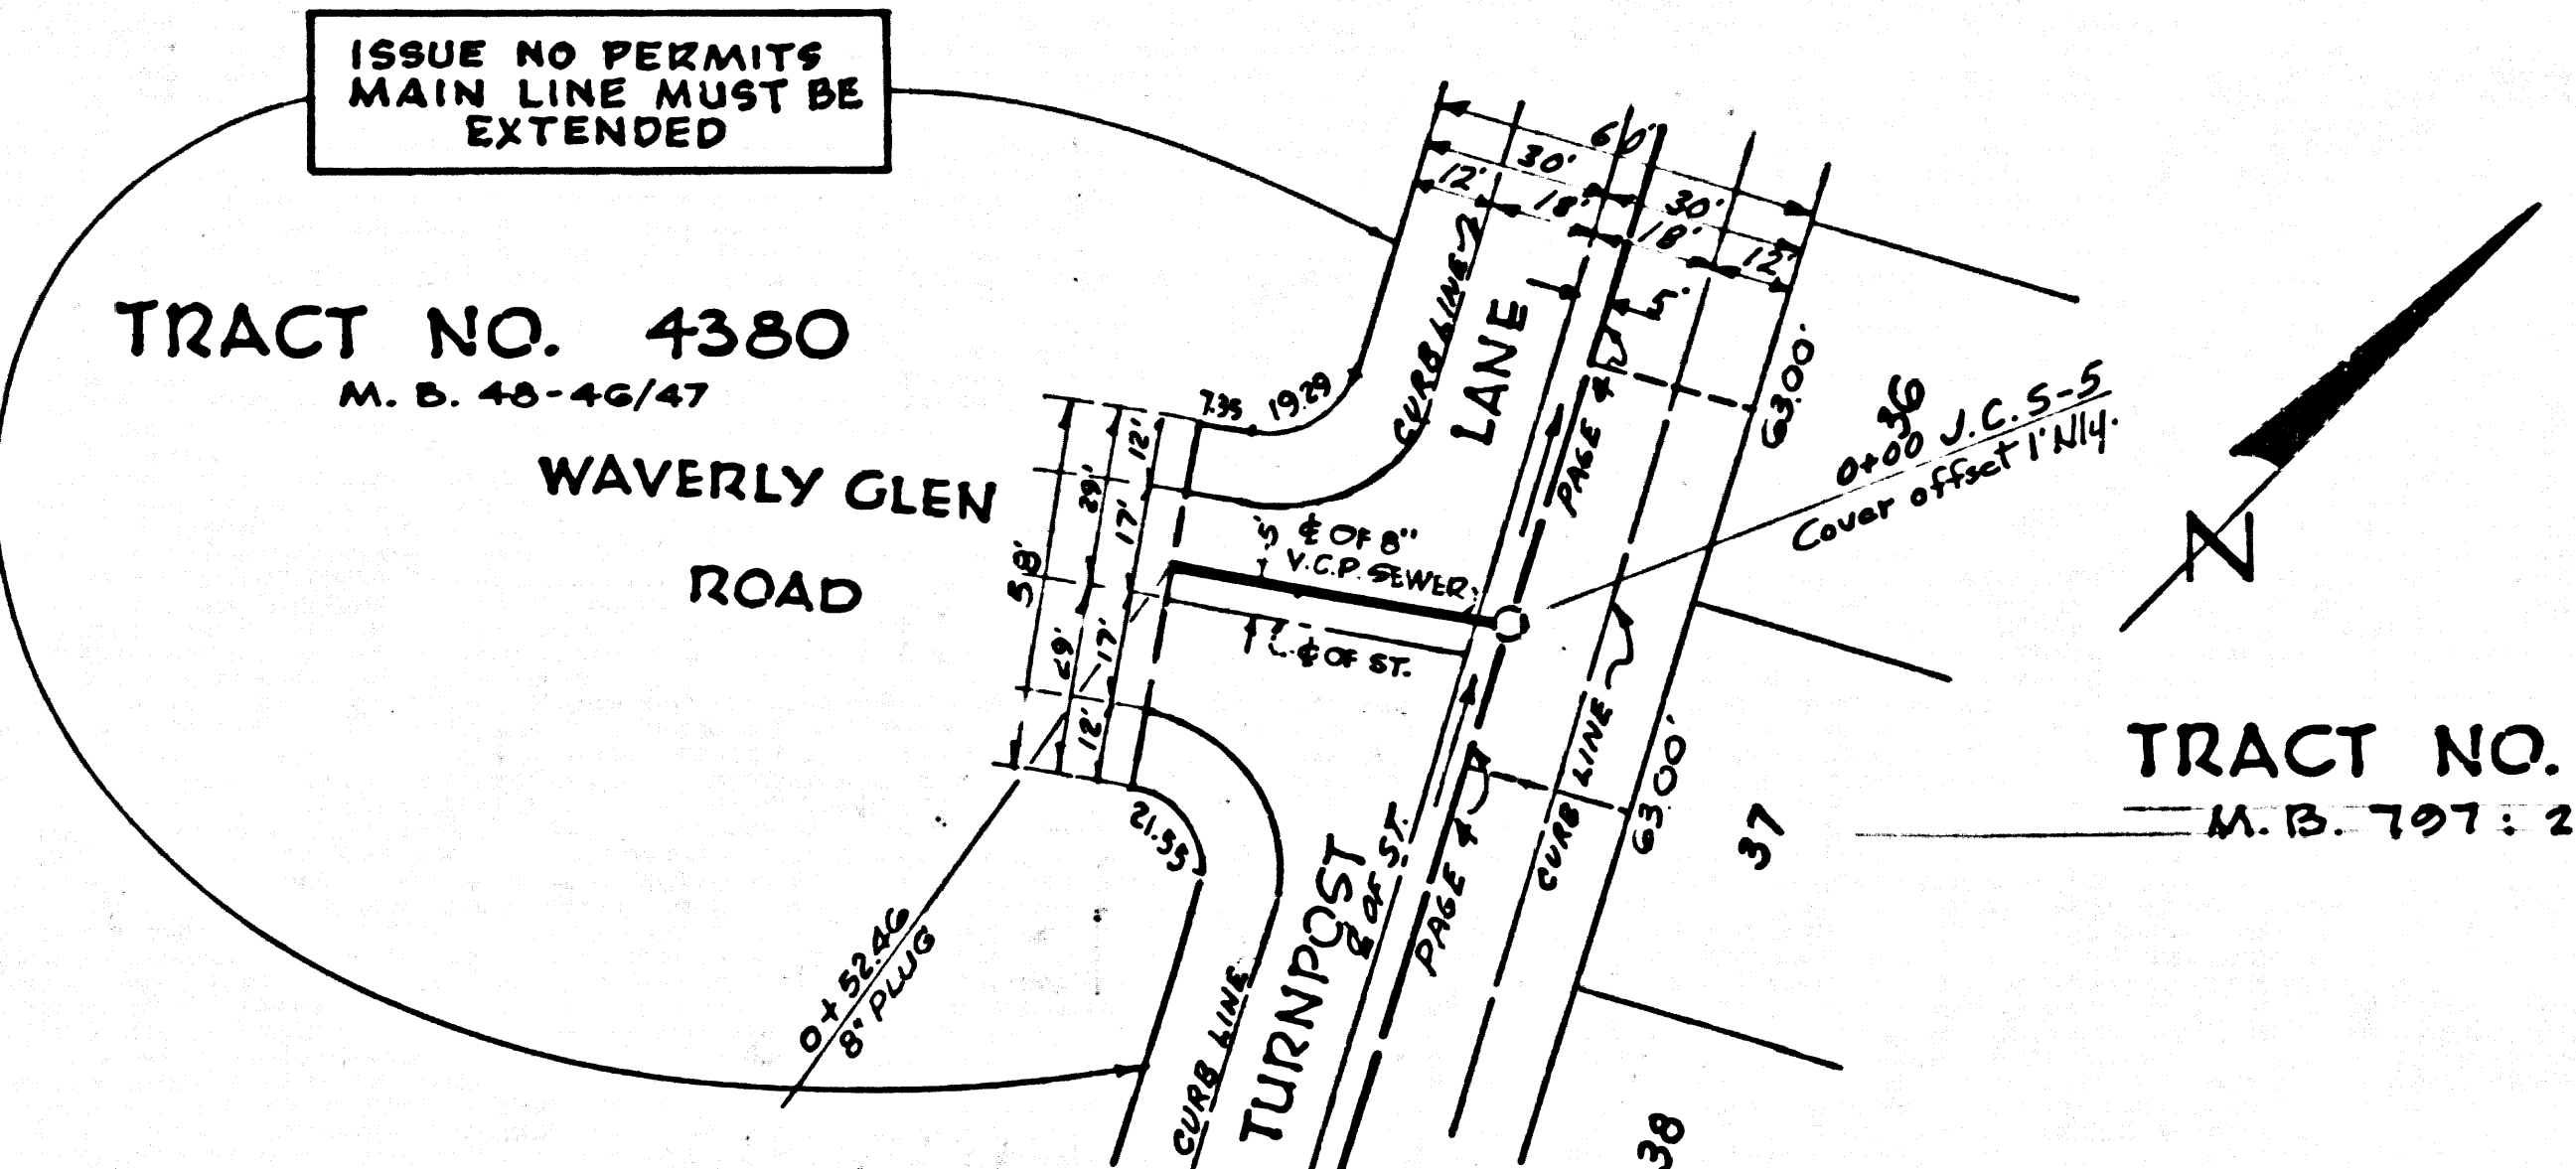 ISSUE NO PERMITS
MAIN LINE MUST BE
EXTENDED
TRACT NO. 4380
M. B. 48-46/47
WAVERLY GLEN
ROAD
60'
30'
30'
12'
18'
18'
12'
5'
CURB LINE
LANE
PAGE 4
63.00'
36
0+00 J.C. S-5
Cover offset 1' Nly.
N
7.35
19.29
12'
29'
17'
58'
29'
17'
12'
5'
℄ OF 8"
V.C.P. SEWER
℄ OF ST.
21.55
0+52.46
8" PLUG
CURB LINE
TURNPOST
℄ OF ST.
PAGE 4
CURB LINE
63.00'
37
38
TRACT NO.
M. B. 797: 2